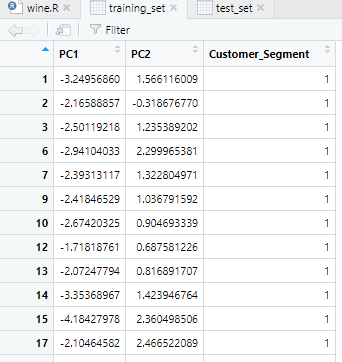 wine.R training_set test_set
Filter
PC1 PC2 Customer_Segment
1 -3.24956860 1.566116009 1
2 -2.16588857 -0.318676770 1
3 -2.50119218 1.235389202 1
6 -2.94104033 2.299965381 1
7 -2.39313117 1.322804971 1
9 -2.41846529 1.036791592 1
10 -2.67420325 0.904693339 1
12 -1.71818761 0.687581226 1
13 -2.07247794 0.816891707 1
14 -3.35368967 1.423946764 1
15 -4.18427978 2.360498506 1
17 -2.10464582 2.466522089 1